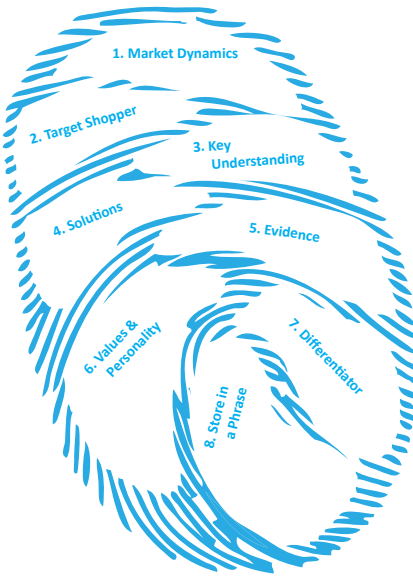 1. Market Dynamics
2. Target Shopper
3. Key
Understanding
4. Solutions
5. Evidence
6. Values &
Personality
7. Differentiator
8. Store in
a Phrase